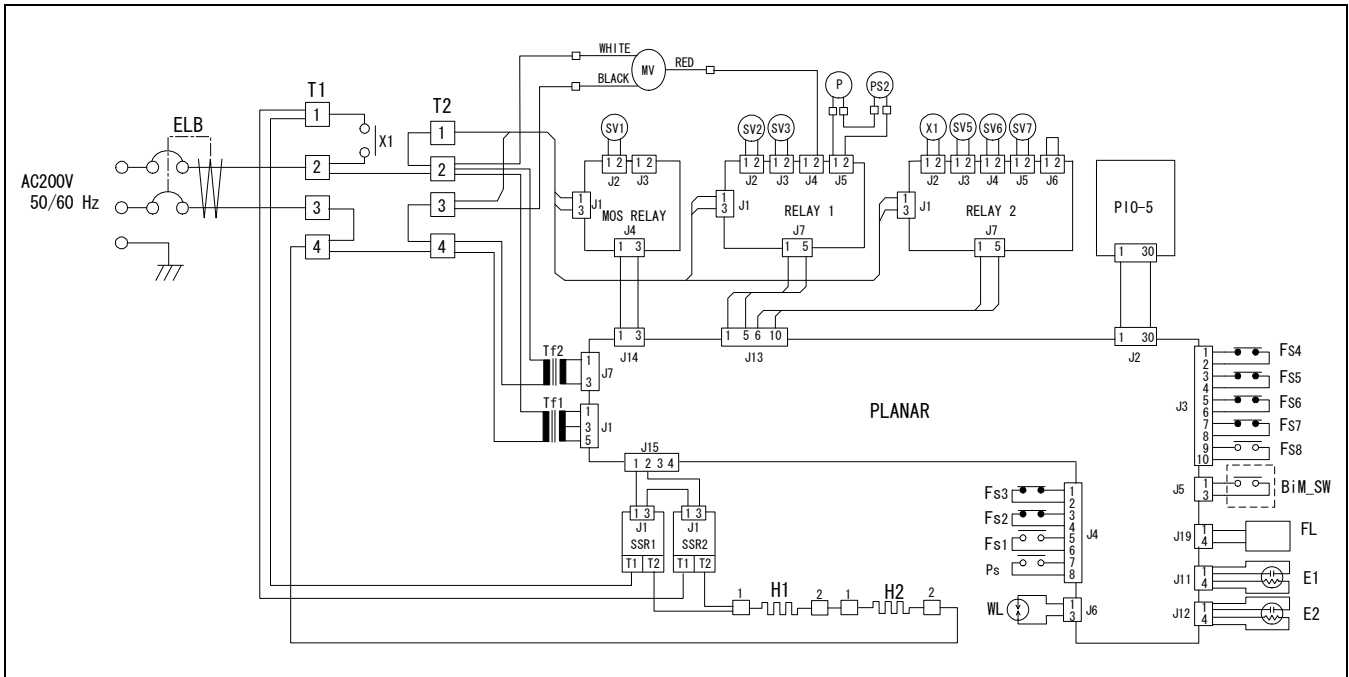 WHITE
BLACK
MV
RED
T1
1
2
3
4
X1
ELB
AC200V
50/60 Hz
T2
1
2
3
4
SV1
1 2
1 2
J2
J3
1
3
J1
MOS RELAY
J4
1 3
P
PS2
SV2
SV3
1 2
1 2
1 2
1 2
J2
J3
J4
J5
1
3
J1
RELAY 1
J7
1 5
X1
SV5
SV6
SV7
1 2
1 2
1 2
1 2
J2
J3
J4
J5
J6
1
3
J1
RELAY 2
J7
1 5
PIO-5
1 30
1 3
J14
1 5 6 10
J13
1 30
J2
Tf2
1
3
J7
Tf1
1
3
5
J1
PLANAR
J3
1
2
3
4
5
6
7
8
9
10
Fs4
Fs5
Fs6
Fs7
Fs8
J5
1
3
BiM_SW
J19
1
4
FL
J11
1
4
E1
J12
1
4
E2
J15
1 2 3 4
1 3
J1
SSR1
T1 T2
1 3
J1
SSR2
T1 T2
Fs3
Fs2
Fs1
Ps
1
2
3
4
5
6
7
8
J4
WL
1
3
J6
1
H1
2
1
H2
2